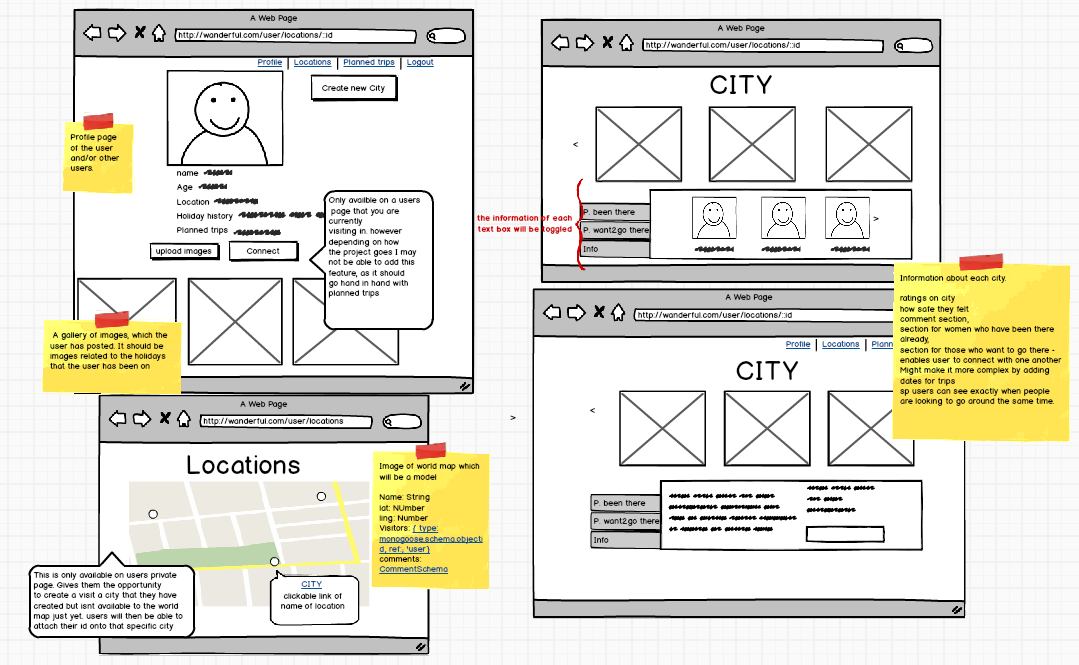 A Web Page
http://wanderful.com/user/locations/::id
Profile | Locations | Planned trips | Logout
Create new City
Profile page
of the user
and/or other
users.
name
Age
Location
Holiday history
Planned trips
upload images
Connect
Only availble on a users
page that you are
currently
visiting in. however
depending on how
the project goes I may
not be able to add this
feature, as it should
go hand in hand with
planned trips
A gallery of images, which the
user has posted. It should be
images related to the holidays
that the user has been on
A Web Page
http://wanderful.com/user/locations/::id
CITY
<
the information of each
text box will be toggled
P. been there
P. want2go there
Info
>
Information about each city.
ratings on city
how safe they felt
comment section,
section for women who have been there
already,
section for those who want to go there -
enables user to connect with one another
Might make it more complex by adding
dates for trips
sp users can see exactly when people
are looking to go around the same time.
A Web Page
http://wanderful.com/user/locations/::id
Profile | Locations | Plann
CITY
>
<
P. been there
P. want2go there
Info
A Web Page
http://wanderful.com/user/locations
Locations
CITY
clickable link of
name of location
Image of world map which
will be a model
Name: String
lat: NUmber
ling: Number
Visitors: { type:
monogoose.schema.objecti
d, ref:, 'user}
comments:
CommentSchema
This is only available on users private
page. Gives them the opportunity
to create a visit a city that they have
created but isnt available to the world
map just yet. users will then be able to
attach their id onto that specific city